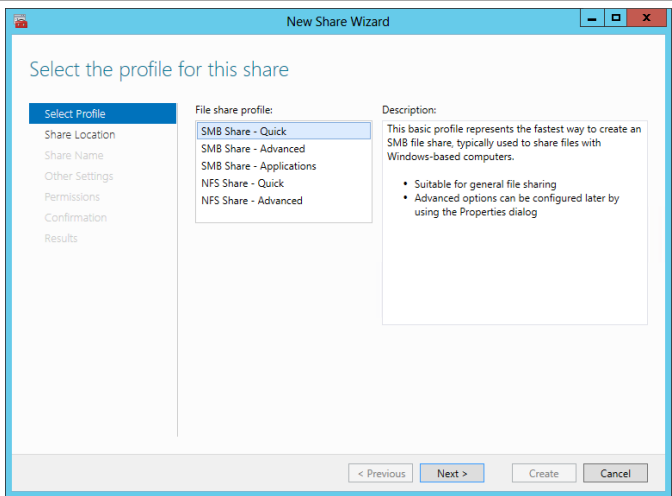 New Share Wizard
Select the profile for this share
Select Profile
Share Location
Share Name
Other Settings
Permissions
Confirmation
Results
File share profile:
SMB Share - Quick
SMB Share - Advanced
SMB Share - Applications
NFS Share - Quick
NFS Share - Advanced
Description:
This basic profile represents the fastest way to create an
SMB file share, typically used to share files with
Windows-based computers.
• Suitable for general file sharing
• Advanced options can be configured later by
using the Properties dialog
< Previous
Next >
Create
Cancel